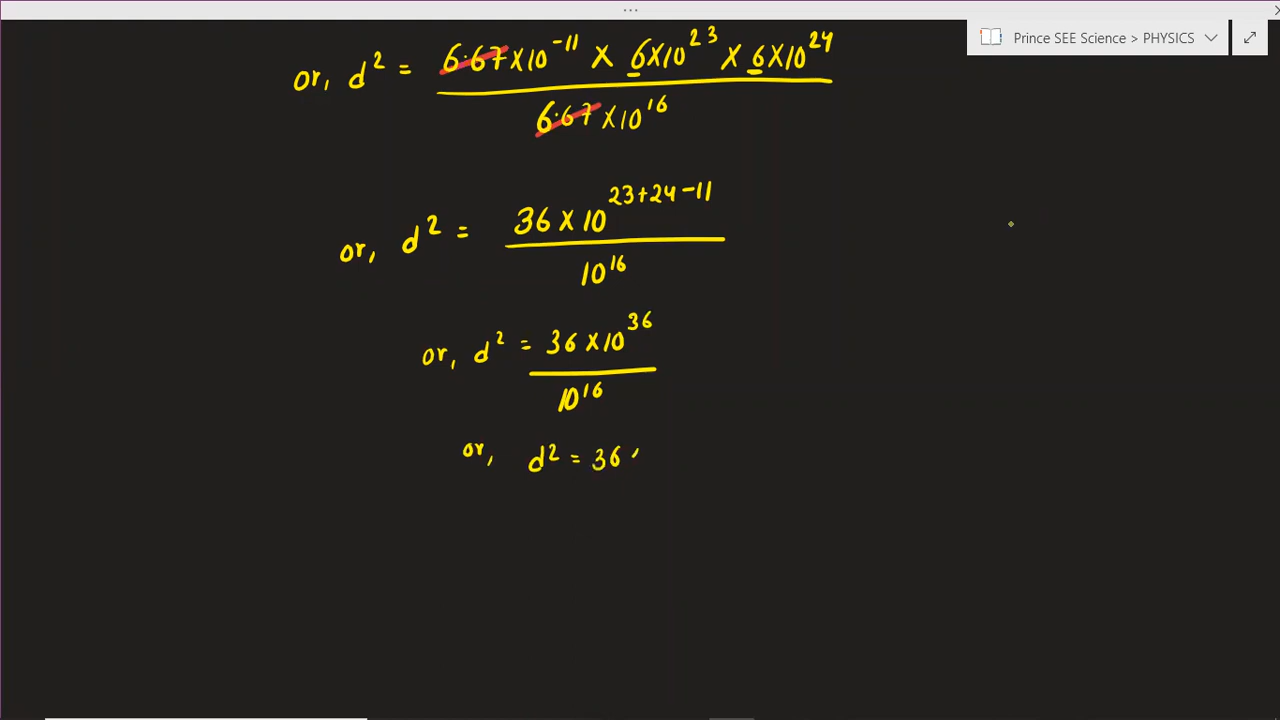 Prince SEE Science > PHYSICS
or, d² = 6.67×10⁻¹¹ × 6×10²³ × 6×10²⁴
6.67×10¹⁶
or, d² = 36×10²³⁺²⁴⁻¹¹
10¹⁶
or, d² = 36×10³⁶
10¹⁶
or, d² = 36